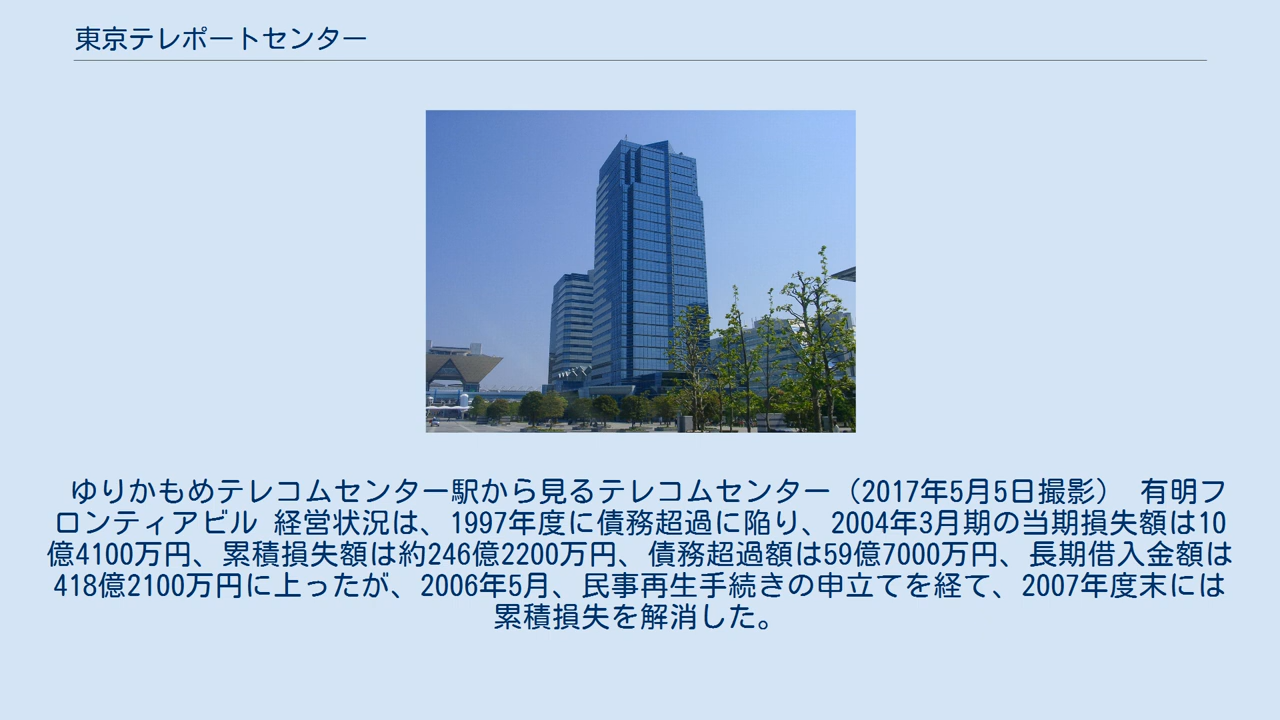 東京テレポートセンター
ゆりかもめテレコムセンター駅から見るテレコムセンター（2017年5月5日撮影） 有明フ
ロンティアビル 経営状況は、1997年度に債務超過に陥り、2004年3月期の当期損失額は10
億4100万円、累積損失額は約246億2200万円、債務超過額は59億7000万円、長期借入金額は
418億2100万円に上ったが、2006年5月、民事再生手続きの申立てを経て、2007年度末には
累積損失を解消した。